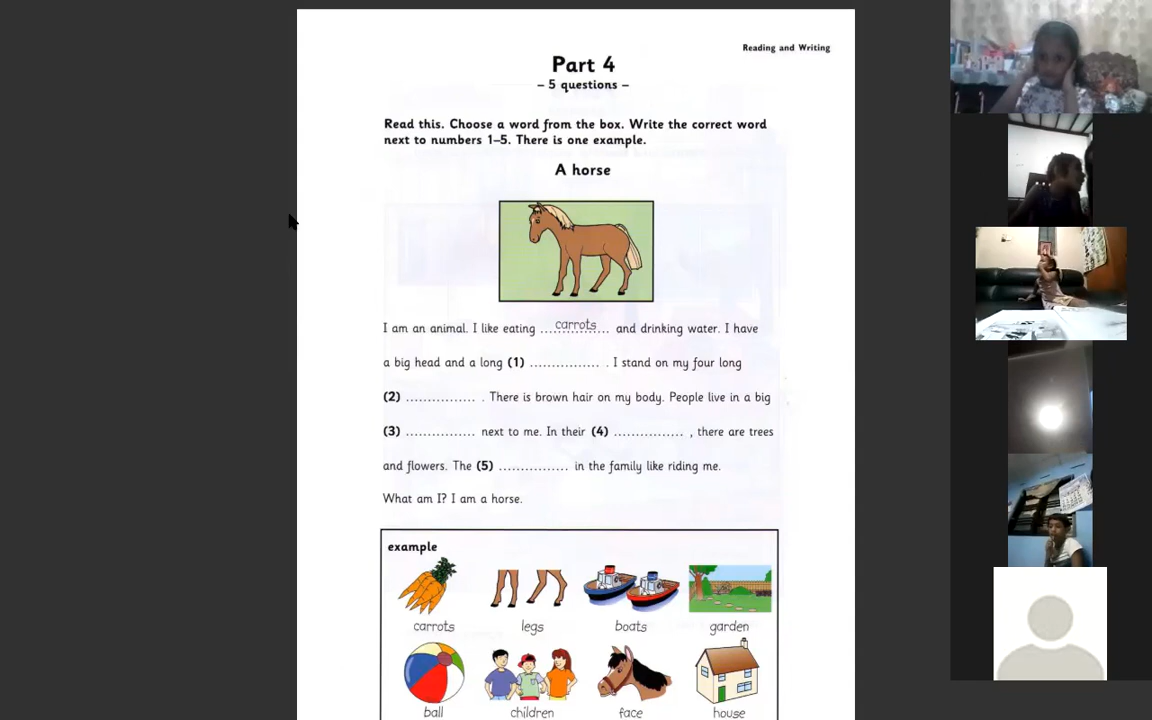 Reading and Writing
Part 4
– 5 questions –
Read this. Choose a word from the box. Write the correct word
next to numbers 1–5. There is one example.
A horse
I am an animal. I like eating ....carrots.... and drinking water. I have
a big head and a long (1) ................ . I stand on my four long
(2) ................ . There is brown hair on my body. People live in a big
(3) ................ next to me. In their (4) ................ , there are trees
and flowers. The (5) ................ in the family like riding me.
What am I? I am a horse.
example
carrots legs boats garden
ball children face house